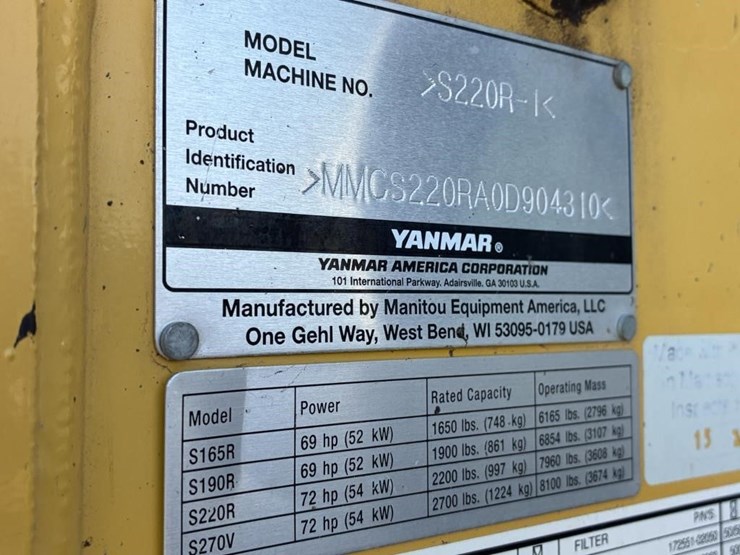 MODEL
MACHINE NO. >S220R-1<
Product
Identification
Number >MMCS220RA0D904310<
YANMAR®
YANMAR AMERICA CORPORATION
101 International Parkway, Adairsville, GA 30103 U.S.A.
Manufactured by Manitou Equipment America, LLC
One Gehl Way, West Bend, WI 53095-0179 USA
Model Power Rated Capacity Operating Mass
S165R 69 hp (52 kW) 1650 lbs. (748 kg) 6165 lbs. (2796 kg)
S190R 69 hp (52 kW) 1900 lbs. (861 kg) 6854 lbs. (3107 kg)
S220R 72 hp (54 kW) 2200 lbs. (997 kg) 7960 lbs. (3608 kg)
S270V 72 hp (54 kW) 2700 lbs. (1224 kg) 8100 lbs. (3674 kg)
15
P/N'S
FILTER 172551-02050